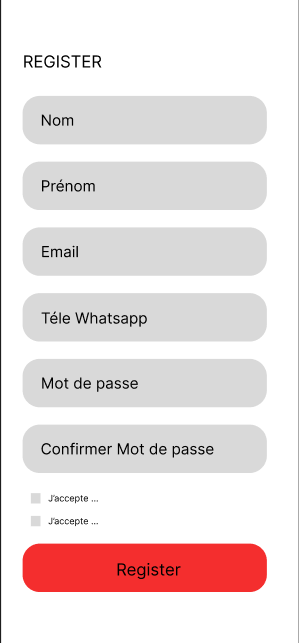 REGISTER
Nom
Prénom
Email
Téle Whatsapp
Mot de passe
Confirmer Mot de passe
J'accepte ...
J'accepte ...
Register